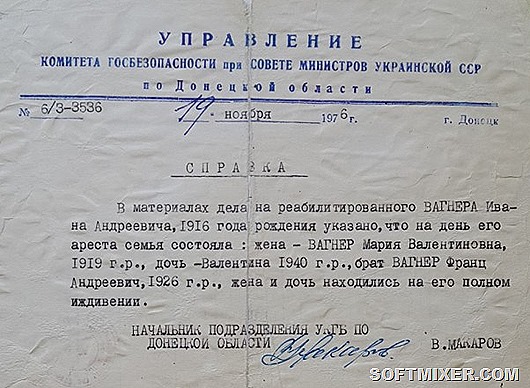 УПРАВЛЕНИЕ
КОМИТЕТА ГОСБЕЗОПАСНОСТИ при СОВЕТЕ МИНИСТРОВ УКРАИНСКОЙ ССР
по Донецкой области
№ 6/3-3536 19 ноября 1976 г. г. Донецк
СПРАВКА
В материалах дела на реабилитированного ВАГНЕРА Ива-
на Андреевича,1916 года рождения указано,что на день его
ареста семья состояла : жена - ВАГНЕР Мария Валентиновна,
1919 г.р., дочь -Валентина 1940 г.р.,брат ВАГНЕР Франц
Андреевич,1926 г.р., жена и дочь находились на его полном
иждивении.
НАЧАЛЬНИК ПОДРАЗДЕЛЕНИЯ УКГБ ПО
ДОНЕЦКОЙ ОБЛАСТИ В.МАКАРОВ
SOFTMIXER.COM